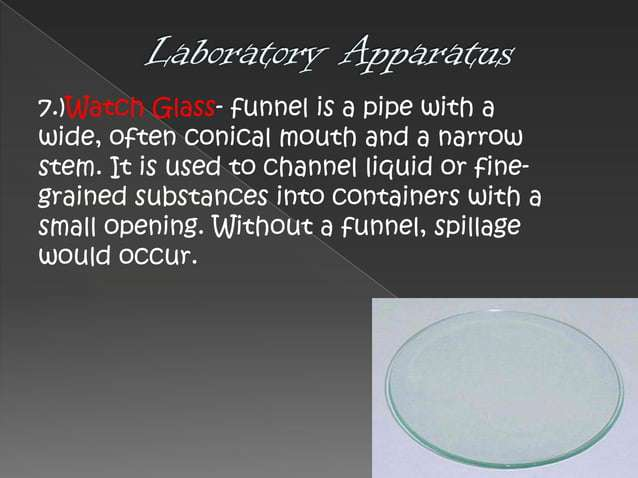 Laboratory Apparatus
7.)Watch Glass- funnel is a pipe with a
wide, often conical mouth and a narrow
stem. It is used to channel liquid or fine-
grained substances into containers with a
small opening. Without a funnel, spillage
would occur.